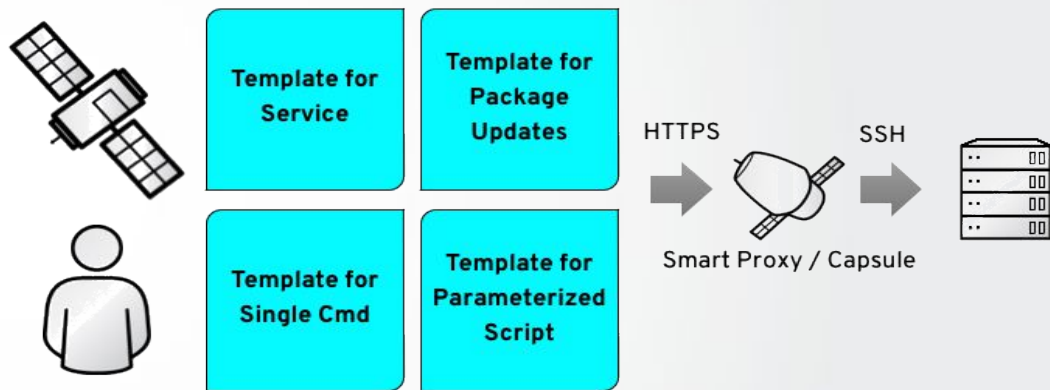 Template for
Service
Template for
Package
Updates
Template for
Single Cmd
Template for
Parameterized
Script
HTTPS
SSH
Smart Proxy / Capsule